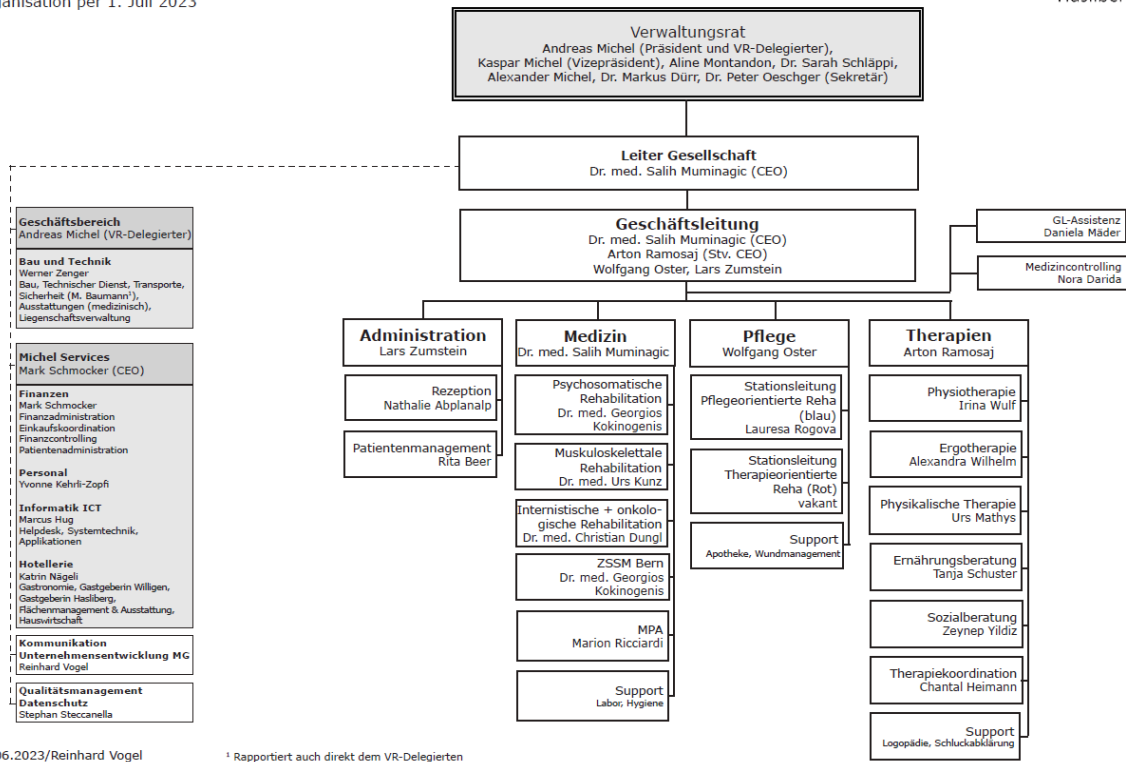 Organisation per 1. Juli 2023
Verwaltungsrat
Andreas Michel (Präsident und VR-Delegierter),
Kaspar Michel (Vizepräsident), Aline Montandon, Dr. Sarah Schläppi,
Alexander Michel, Dr. Markus Dürr, Dr. Peter Oeschger (Sekretär)
Leiter Gesellschaft
Dr. med. Salih Muminagic (CEO)
Geschäftsleitung
Dr. med. Salih Muminagic (CEO)
Arton Ramosaj (Stv. CEO)
Wolfgang Oster, Lars Zumstein
GL-Assistenz
Daniela Mäder
Medizincontrolling
Nora Darida
Geschäftsbereich
Andreas Michel (VR-Delegierter)
Bau und Technik
Werner Zenger
Bau, Technischer Dienst, Transporte,
Sicherheit (M. Baumann¹),
Ausstattungen (medizinisch),
Liegenschaftsverwaltung
Michel Services
Mark Schmocker (CEO)
Finanzen
Mark Schmocker
Finanzadministration
Einkaufskoordination
Finanzcontrolling
Patientenadministration
Personal
Yvonne Kehrli-Zopfi
Informatik ICT
Marcus Hug
Helpdesk, Systemtechnik,
Applikationen
Hotellerie
Katrin Nägeli
Gastronomie, Gastgeberin Willigen,
Gastgeberin Hasliberg,
Flächenmanagement & Ausstattung,
Hauswirtschaft
Kommunikation
Unternehmensentwicklung MG
Reinhard Vogel
Qualitätsmanagement
Datenschutz
Stephan Steccanella
Administration
Lars Zumstein
Rezeption
Nathalie Abplanalp
Patientenmanagement
Rita Beer
Medizin
Dr. med. Salih Muminagic
Psychosomatische
Rehabilitation
Dr. med. Georgios
Kokinogenis
Muskuloskelettale
Rehabilitation
Dr. med. Urs Kunz
Internistische + onkolo-
gische Rehabilitation
Dr. med. Christian Dungl
ZSSM Bern
Dr. med. Georgios
Kokinogenis
MPA
Marion Ricciardi
Support
Labor, Hygiene
Pflege
Wolfgang Oster
Stationsleitung
Pflegeorientierte Reha
(blau)
Lauresa Rogova
Stationsleitung
Therapieorientierte
Reha (Rot)
vakant
Support
Apotheke, Wundmanagement
Therapien
Arton Ramosaj
Physiotherapie
Irina Wulf
Ergotherapie
Alexandra Wilhelm
Physikalische Therapie
Urs Mathys
Ernährungsberatung
Tanja Schuster
Sozialberatung
Zeynep Yildiz
Therapiekoordination
Chantal Heimann
Support
Logopädie, Schluckabklärung
06.2023/Reinhard Vogel
¹ Rapportiert auch direkt dem VR-Delegierten